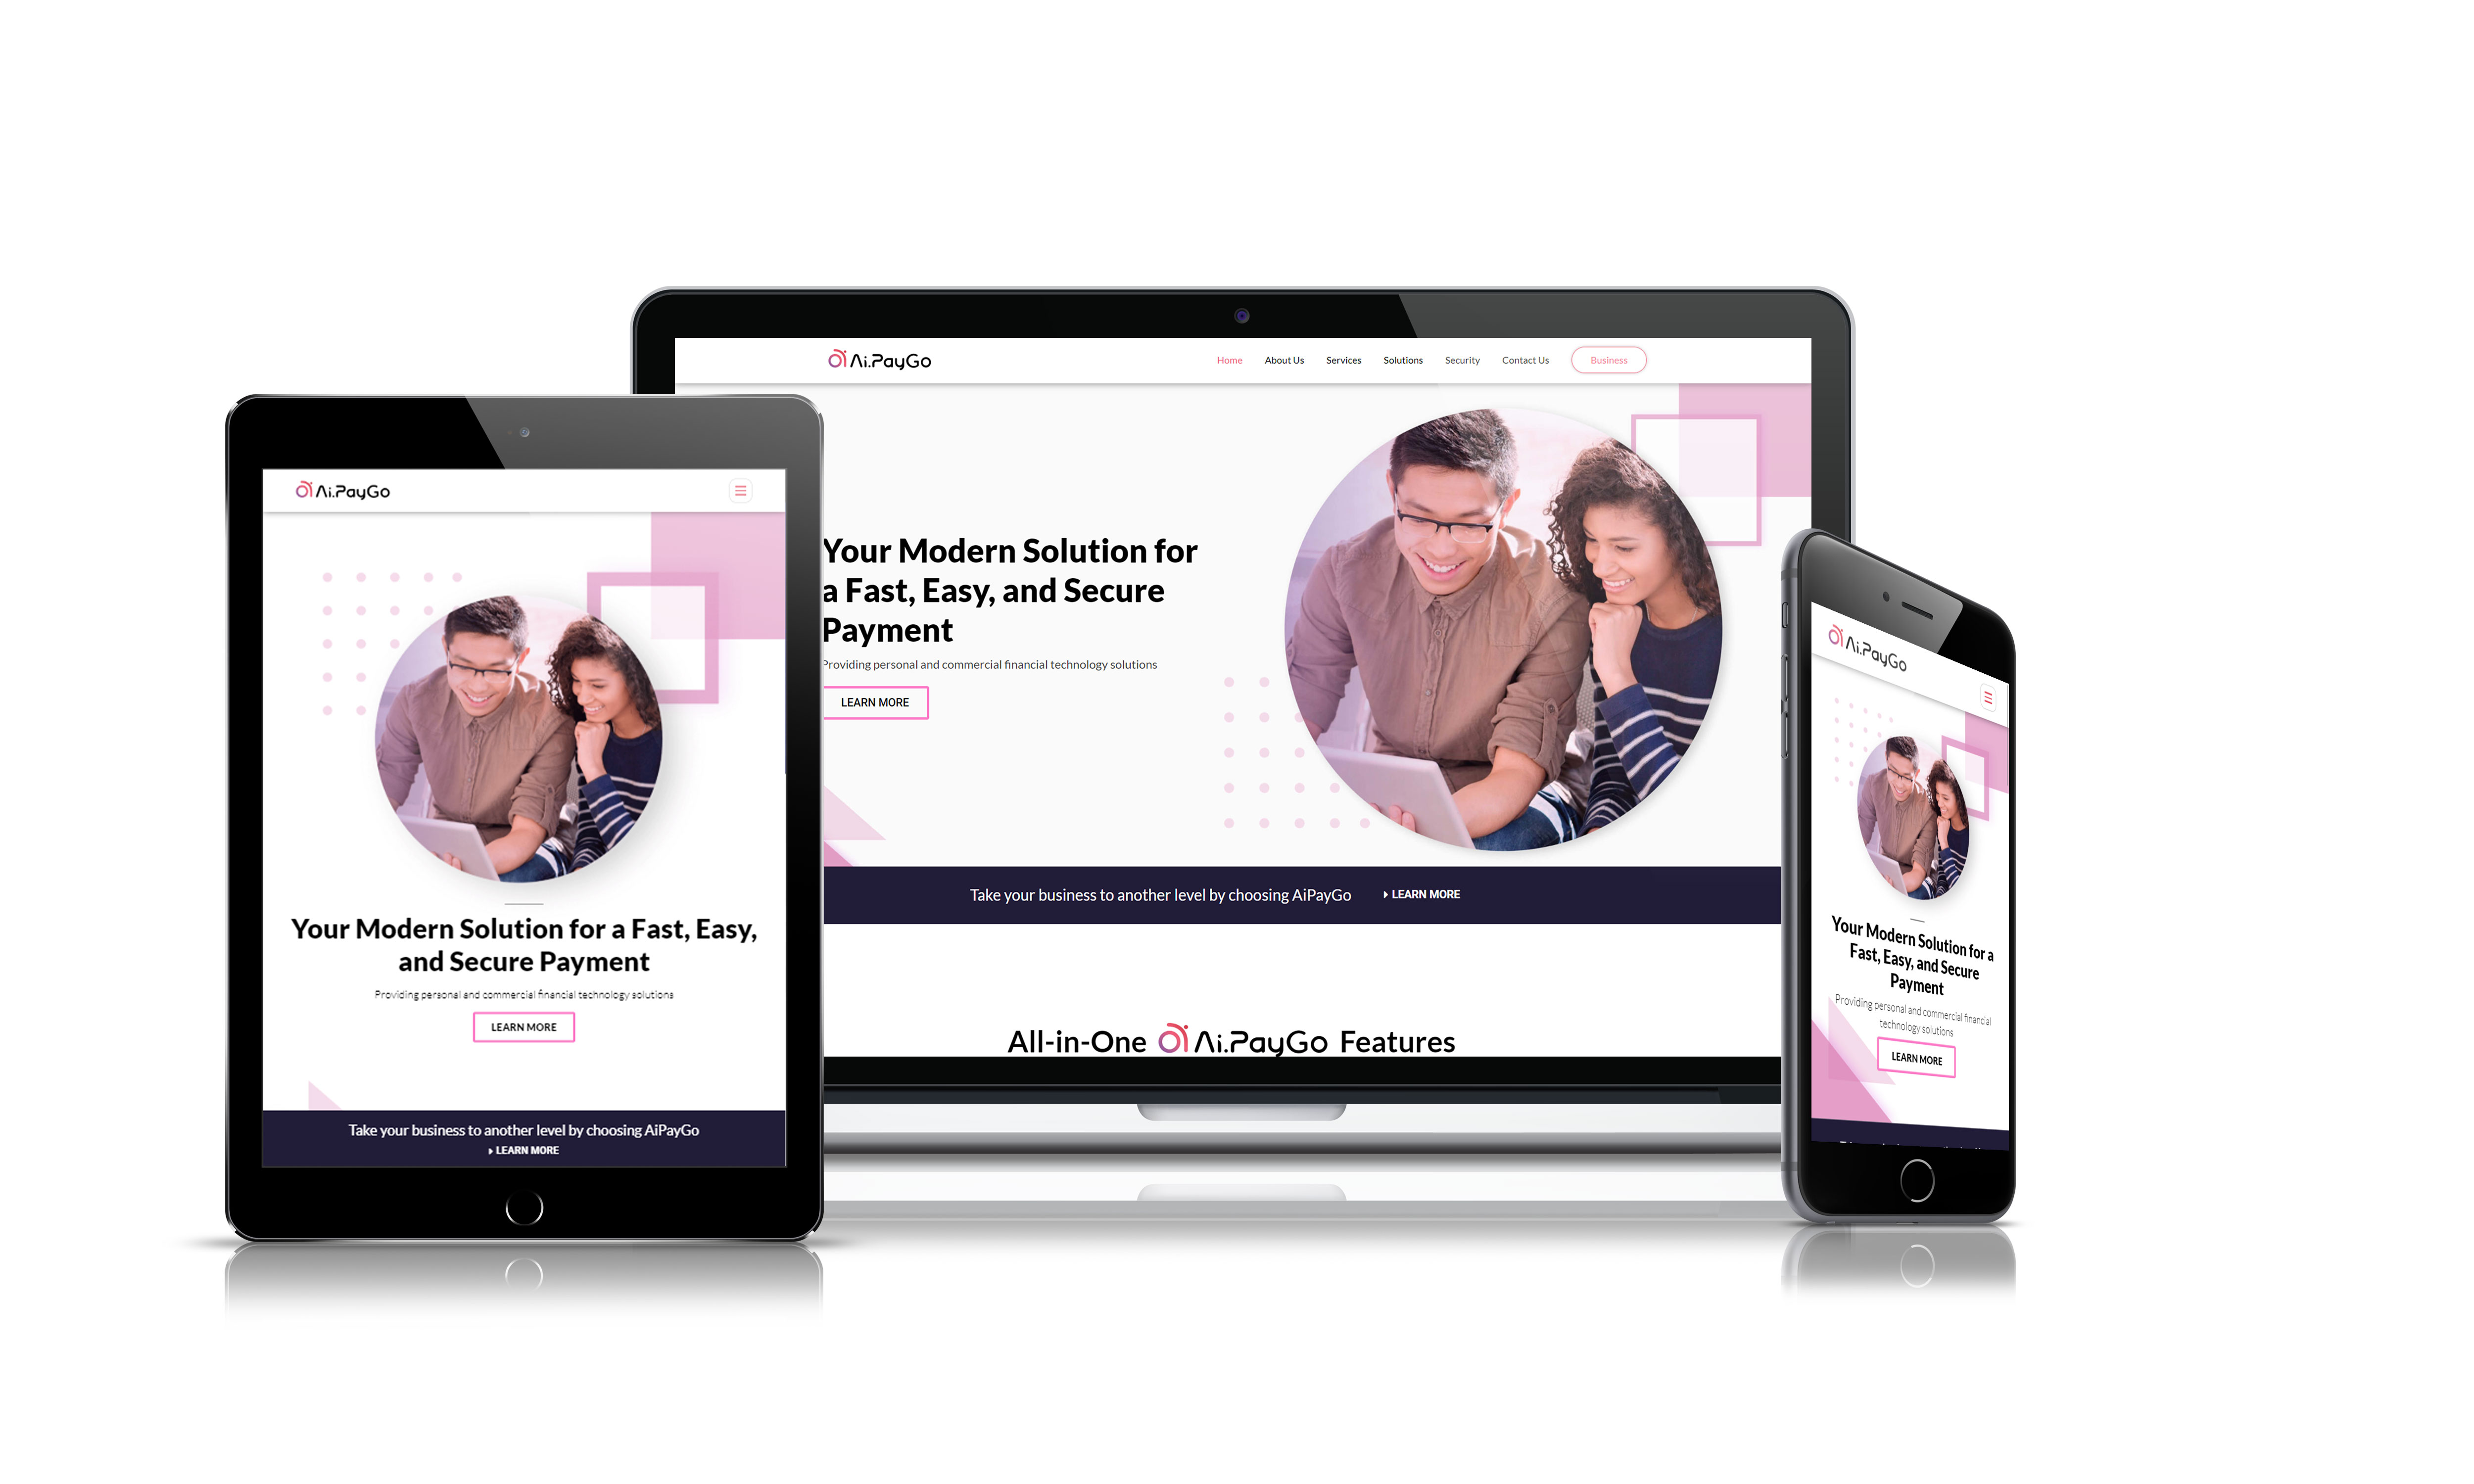 Ai.PayGo
Home About Us Services Solutions Security Contact Us Business
Your Modern Solution for
a Fast, Easy, and Secure
Payment
Providing personal and commercial financial technology solutions
LEARN MORE
Take your business to another level by choosing AiPayGo LEARN MORE
All-in-One Ai.PayGo Features
Ai.PayGo
Your Modern Solution for a Fast, Easy,
and Secure Payment
Providing personal and commercial financial technology solutions
LEARN MORE
Take your business to another level by choosing AiPayGo
LEARN MORE
Ai.PayGo
Your Modern Solution for a
Fast, Easy, and Secure
Payment
Providing personal and commercial financial
technology solutions
LEARN MORE